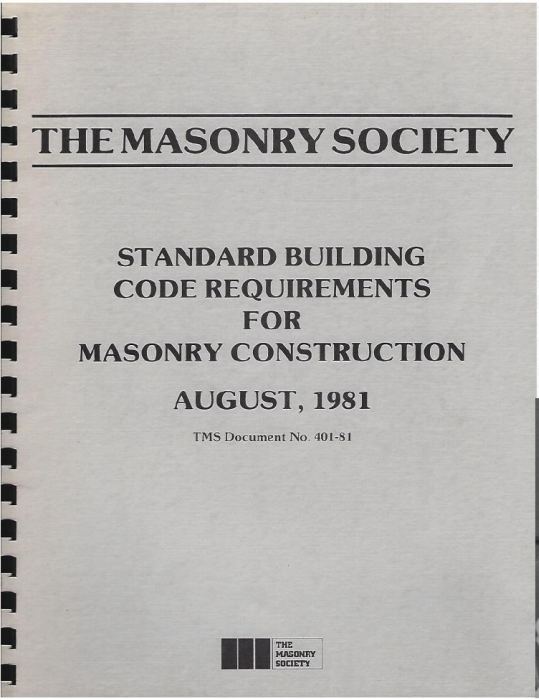 THE MASONRY SOCIETY
STANDARD BUILDING
CODE REQUIREMENTS
FOR
MASONRY CONSTRUCTION
AUGUST, 1981
TMS Document No. 401-81
THE
MASONRY
SOCIETY